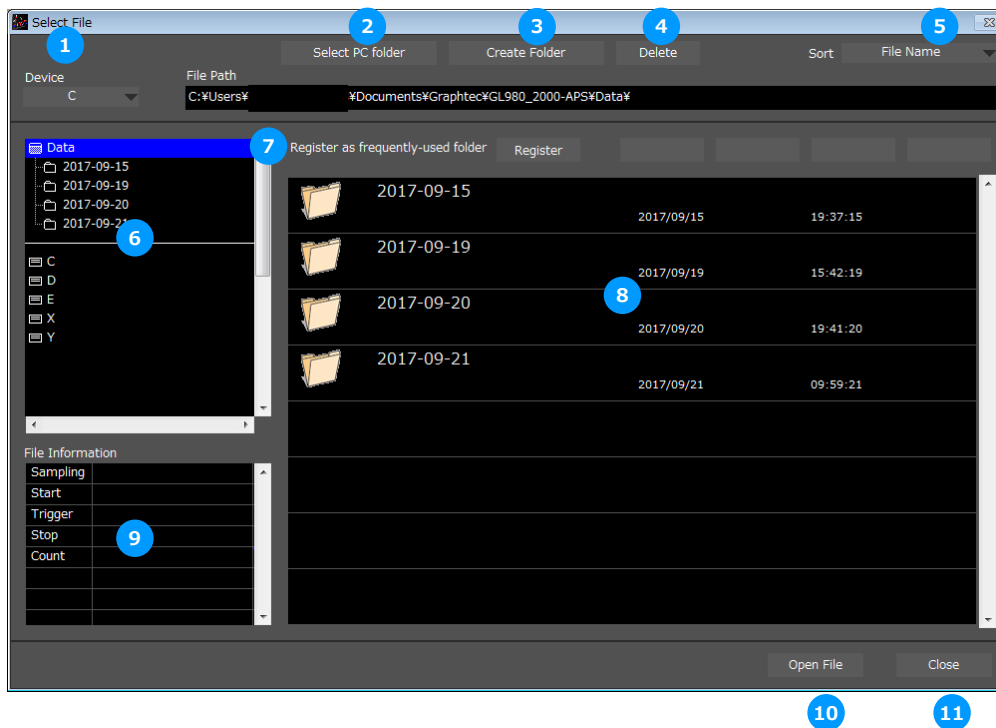 Select File
1
2
3
4
5
Select PC folder
Create Folder
Delete
Sort
File Name
Device
File Path
C
C:¥Users¥
¥Documents¥Graphtec¥GL980_2000-APS¥Data¥
Data
2017-09-15
2017-09-19
2017-09-20
2017-09-21
6
C
D
E
X
Y
7
Register as frequently-used folder
Register
2017-09-15
2017/09/15 19:37:15
2017-09-19
2017/09/19 15:42:19
8
2017-09-20
2017/09/20 19:41:20
2017-09-21
2017/09/21 09:59:21
File Information
Sampling
Start
Trigger
Stop
Count
9
Open File
Close
10
11